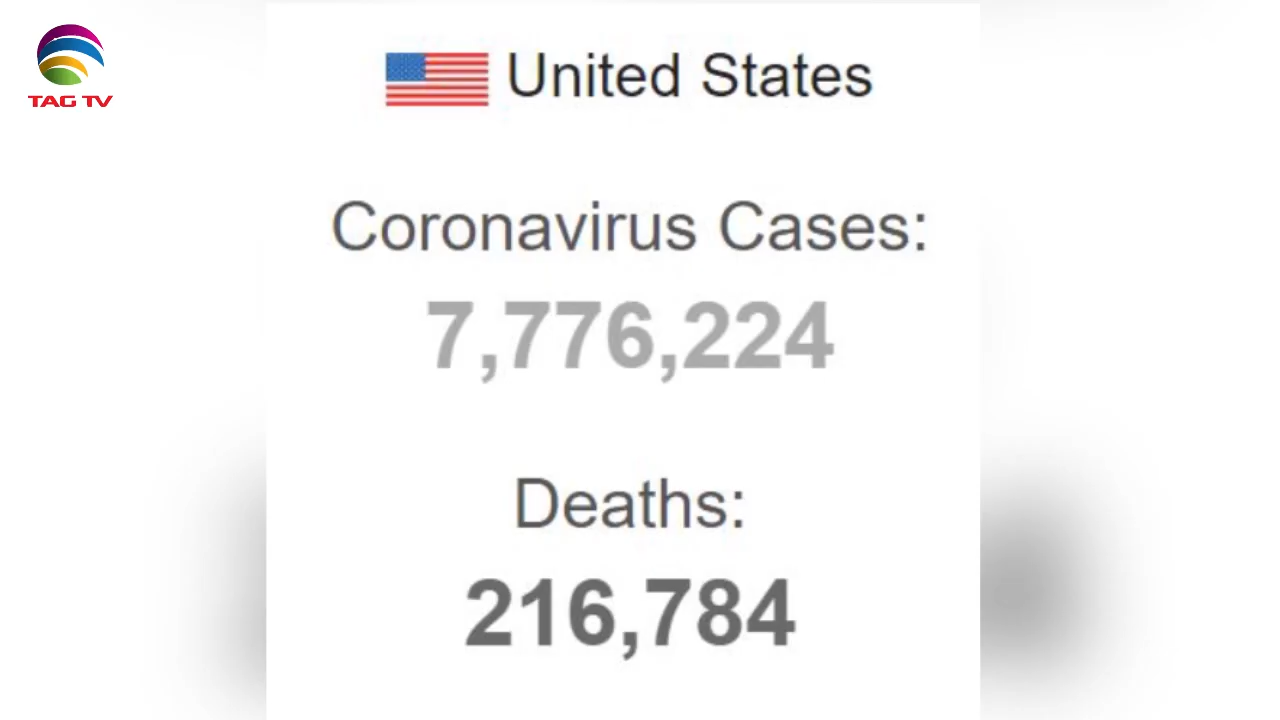 TAG TV
United States
Coronavirus Cases:
7,776,224
Deaths:
216,784